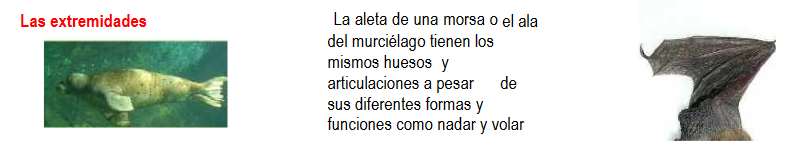 Las extremidades
La aleta de una morsa o el ala
del murciélago tienen los
mismos huesos y
articulaciones a pesar de
sus diferentes formas y
funciones como nadar y volar